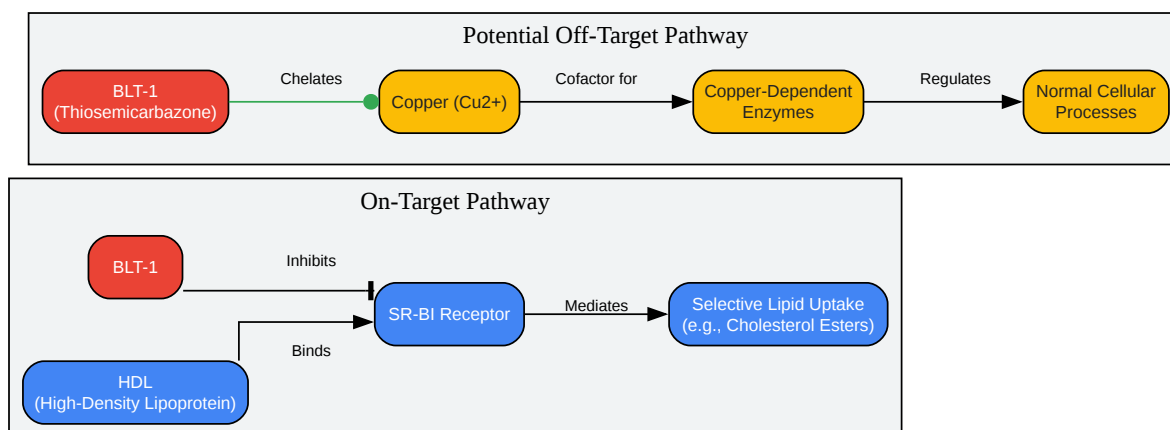 Potential Off-Target Pathway
BLT-1
(Thiosemicarbazone)
Chelates
Copper (Cu2+)
Cofactor for
Copper-Dependent
Enzymes
Regulates
Normal Cellular
Processes
On-Target Pathway
BLT-1
Inhibits
HDL
(High-Density Lipoprotein)
Binds
SR-BI Receptor
Mediates
Selective Lipid Uptake
(e.g., Cholesterol Esters)